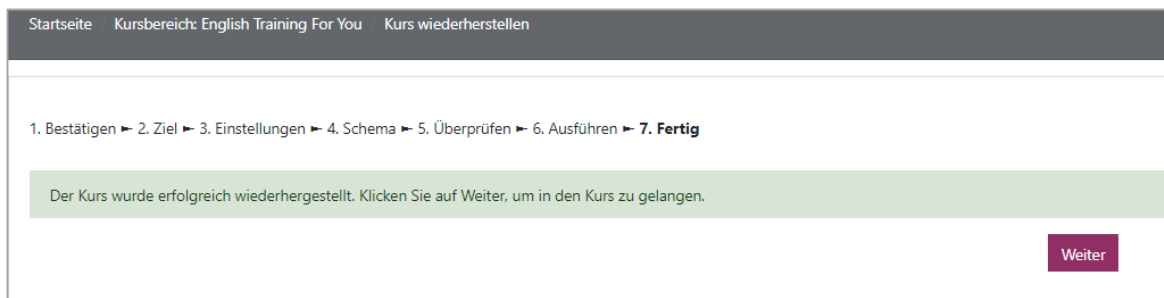 Startseite / Kursbereich: English Training For You / Kurs wiederherstellen
1. Bestätigen ► 2. Ziel ► 3. Einstellungen ► 4. Schema ► 5. Überprüfen ► 6. Ausführen ► 7. Fertig
Der Kurs wurde erfolgreich wiederhergestellt. Klicken Sie auf Weiter, um in den Kurs zu gelangen.
Weiter